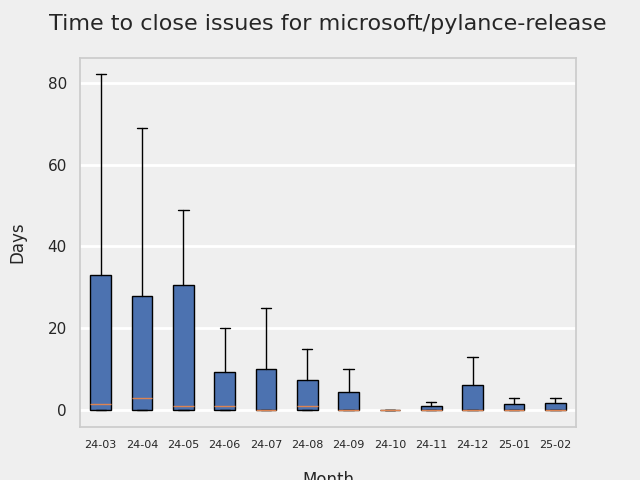 Time to close issues for microsoft/pylance-release
Days
80
60
40
20
0
24-03 24-04 24-05 24-06 24-07 24-08 24-09 24-10 24-11 24-12 25-01 25-02
Month